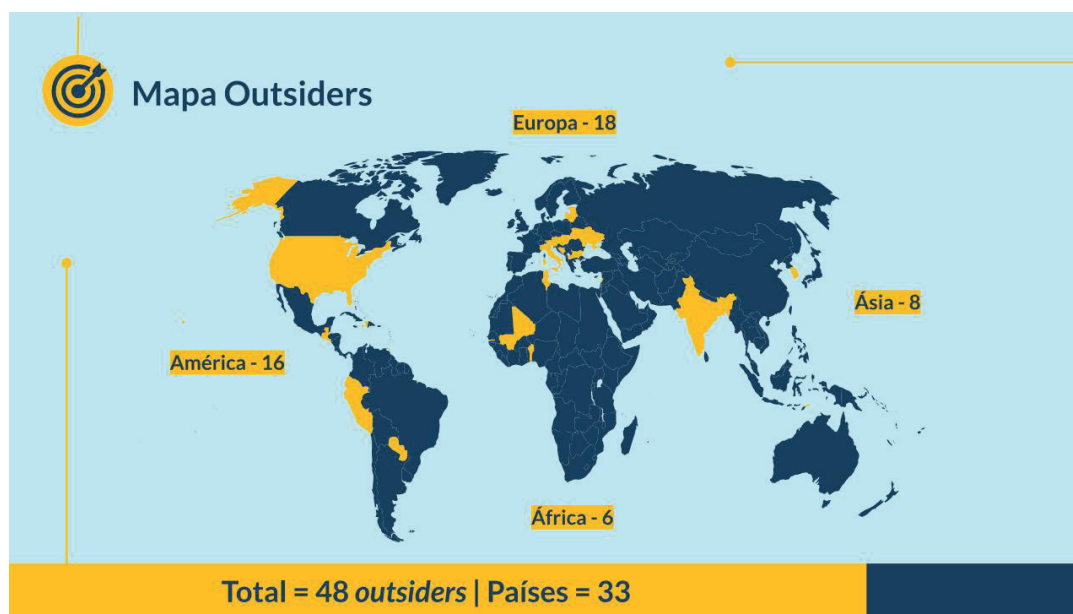 Mapa Outsiders
Europa - 18
Ásia - 8
América - 16
África - 6
Total = 48 outsiders | Países = 33